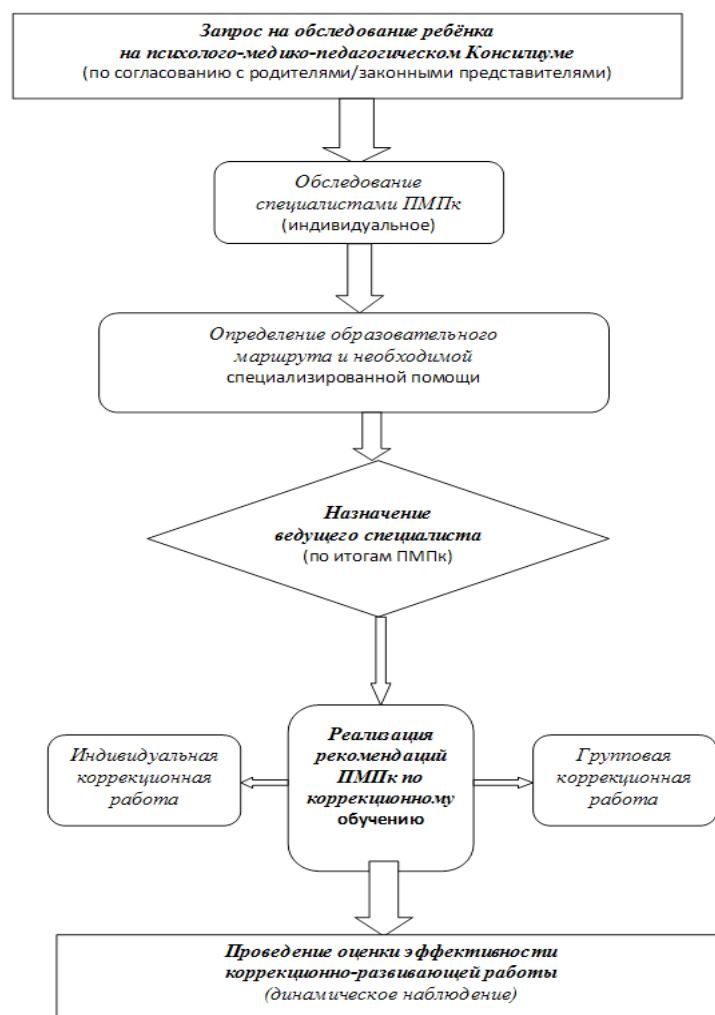 Запрос на обследование ребёнка
на психолого-медико-педагогическом Консилиуме
(по согласованию с родителями/законными представителями)
Обследование
специалистами ПМПк
(индивидуальное)
Определение образовательного
маршрута и необходимой
специализированной помощи
Назначение
ведущего специалиста
(по итогам ПМПк)
Индивидуальная
коррекционная
работа
Реализация
рекомендаций
ПМПк по
коррекционному
обучению
Групповая
коррекционная
работа
Проведение оценки эффективности
коррекционно-развивающей работы
(динамическое наблюдение)